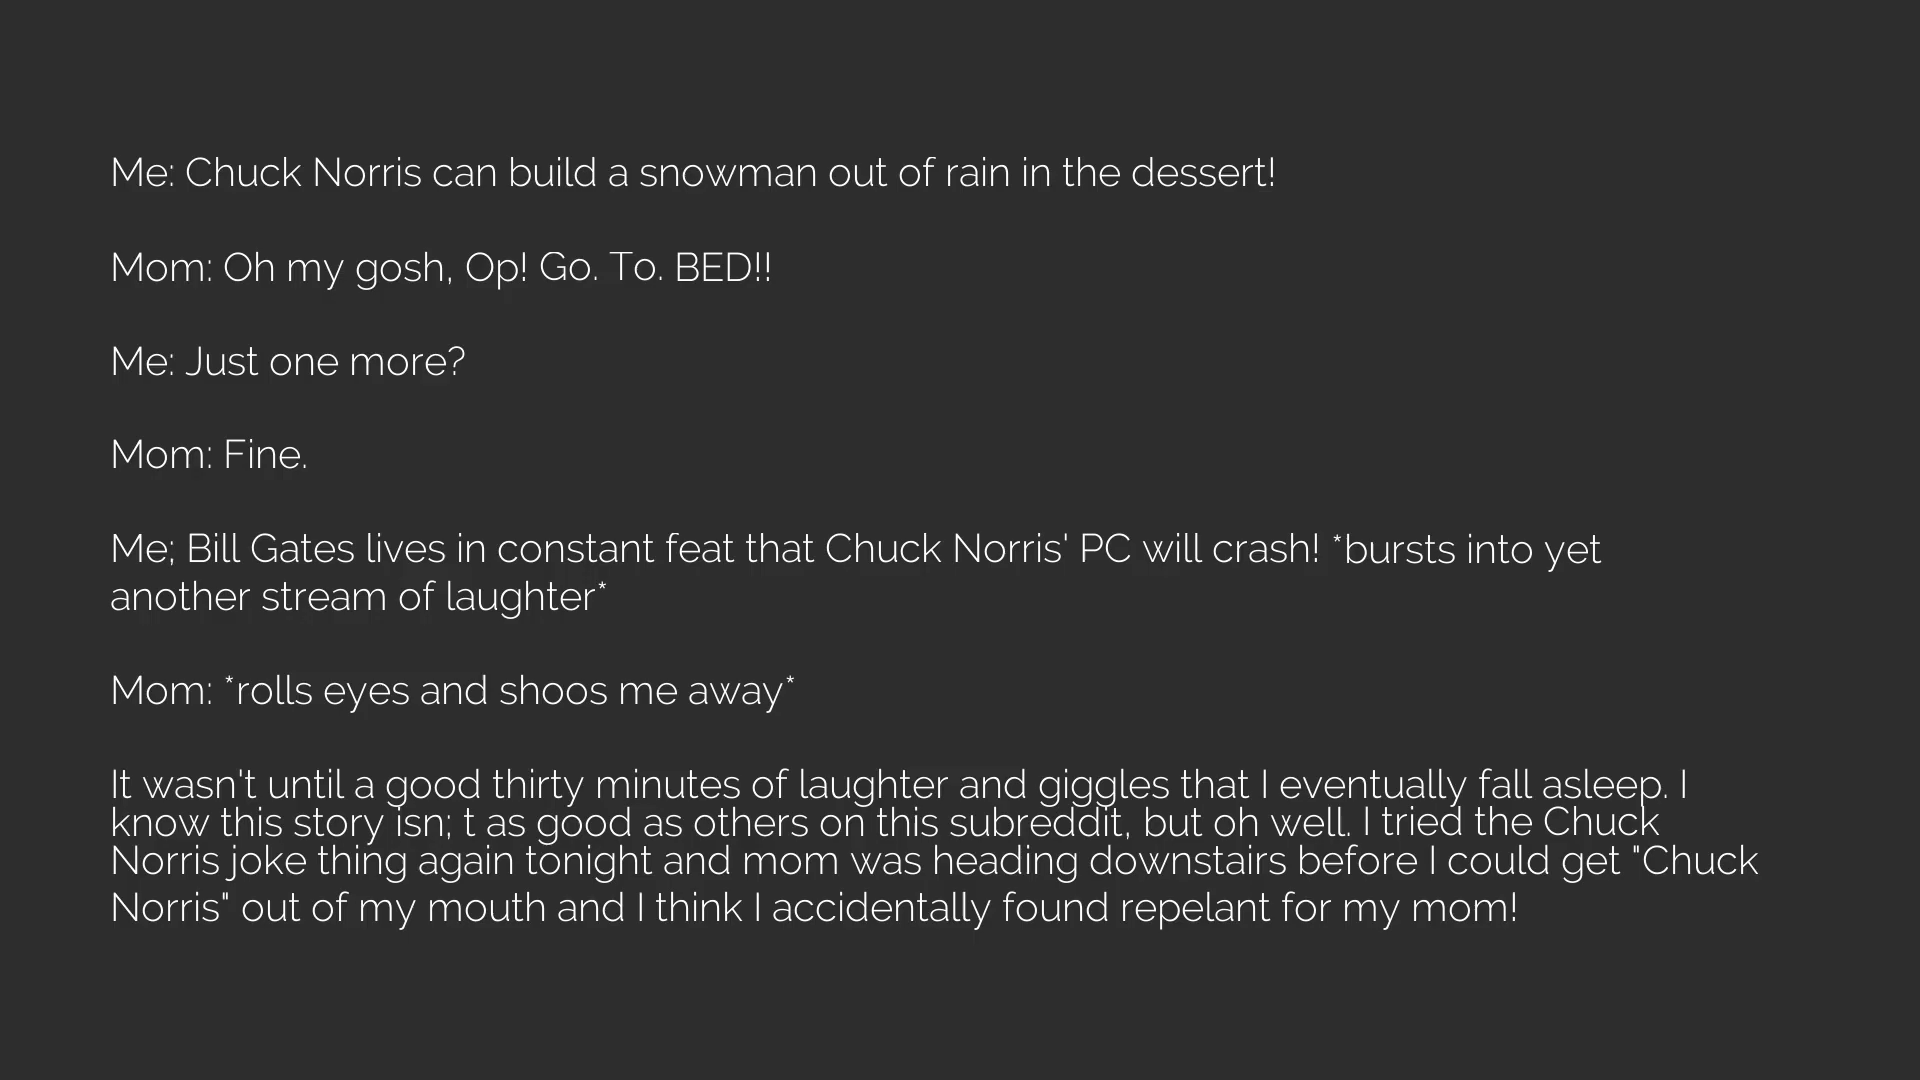 Me: Chuck Norris can build a snowman out of rain in the dessert!
Mom: Oh my gosh, Op! Go. To. BED!!
Me: Just one more?
Mom: Fine.
Me; Bill Gates lives in constant feat that Chuck Norris' PC will crash! *bursts into yet
another stream of laughter*
Mom: *rolls eyes and shoos me away*
It wasn't until a good thirty minutes of laughter and giggles that I eventually fall asleep. I
know this story isn; t as good as others on this subreddit, but oh well. I tried the Chuck
Norris joke thing again tonight and mom was heading downstairs before I could get "Chuck
Norris" out of my mouth and I think I accidentally found repelant for my mom!